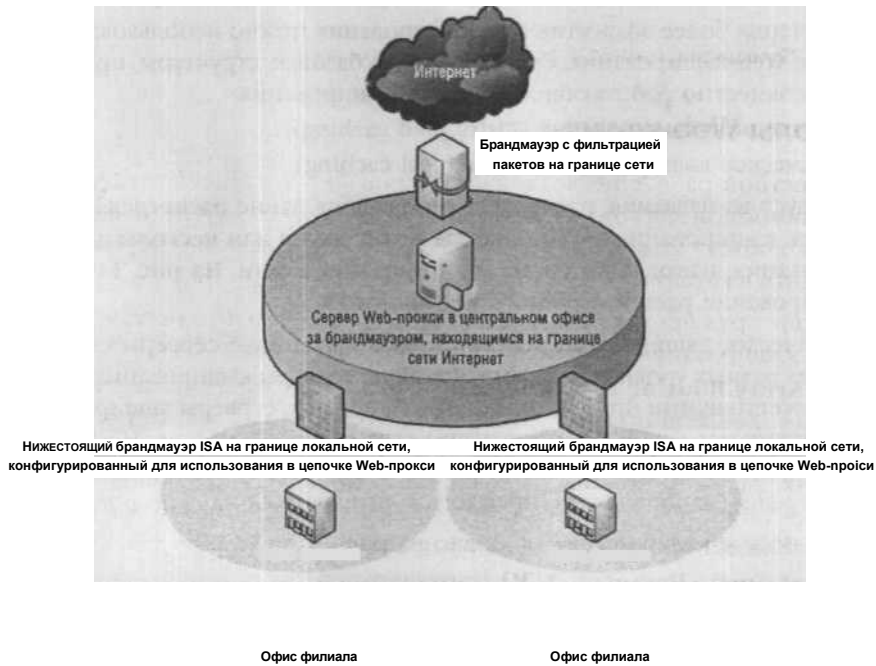 Интернет
Брандмауэр с фильтрацией
пакетов на границе сети
Сервер Web-прокси в центральном офисе
за брандмауэром, находящимся на границе
сети Интернет
Нижестоящий брандмауэр ISA на границе локальной сети,
конфигурированный для использования в цепочке Web-прокси
Нижестоящий брандмауэр ISA на границе локальной сети,
конфигурированный для использования в цепочке Web-проіси
Офис филиала
Офис филиала